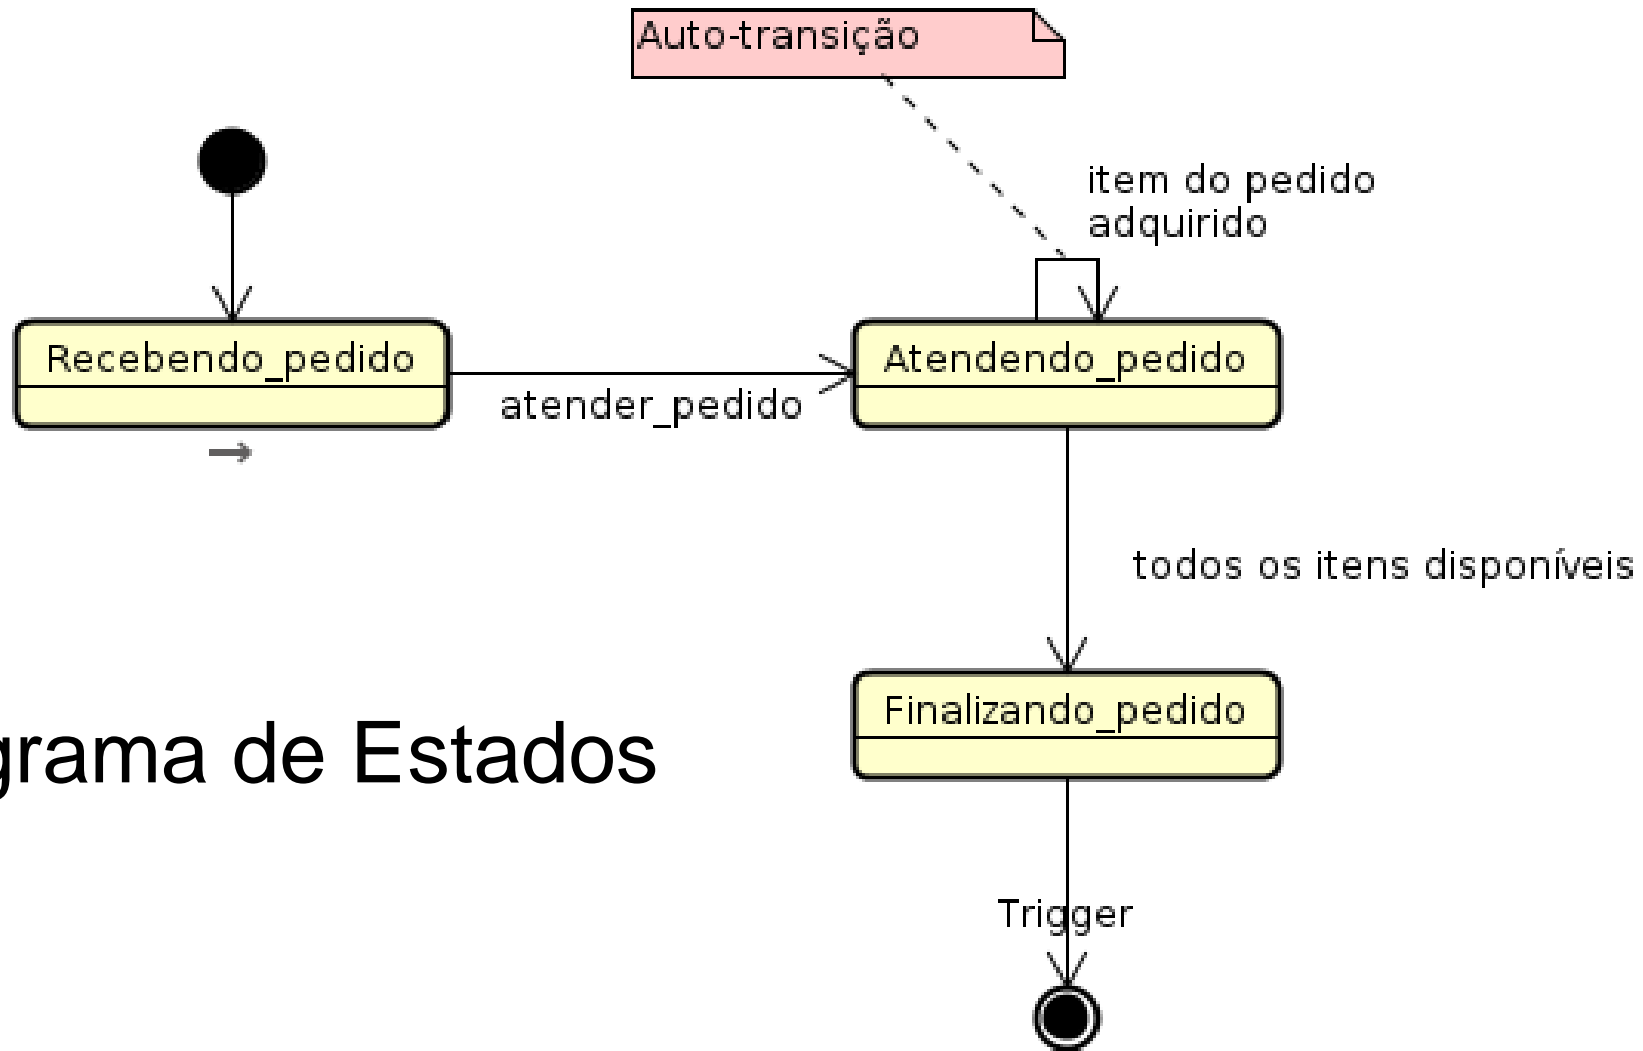 Auto-transição
item do pedido
adquirido
Recebendo_pedido
atender_pedido
Atendendo_pedido
todos os itens disponíveis
Finalizando_pedido
grama de Estados
Trigger